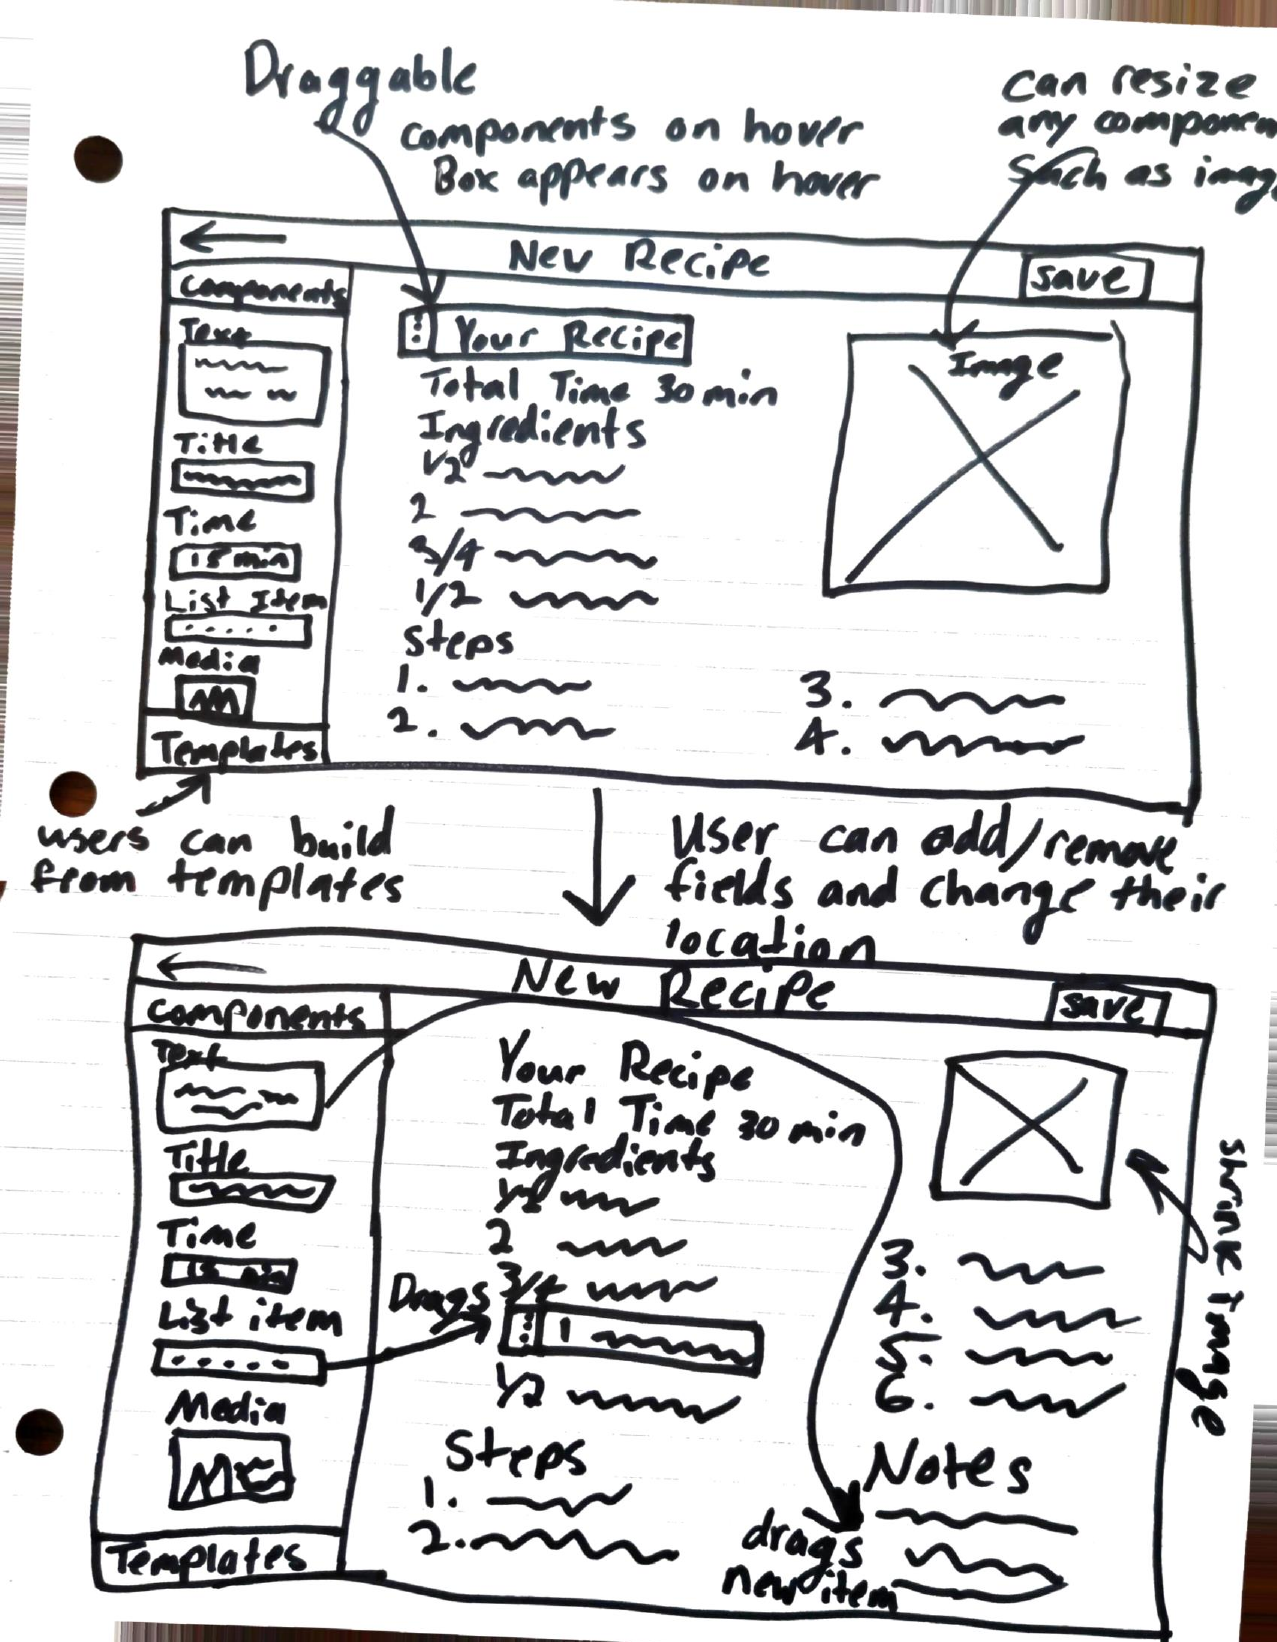 Draggable
components on hover
Box appears on hover
can resize
any componen
Such as imag
New Recipe
save
Components
Text
Title
Time
15 min
List Item
Media
Templates
Your Recipe
Total Time 30 min
Ingredients
1/2
2
3/4
1/2
Steps
1.
2.
Image
3.
4.
users can build
from templates
User can add/remove
fields and change their
location
New Recipe
save
Components
Text
Title
Time
15 min
List item
Media
Templates
Your Recipe
Total Time 30 min
Ingredients
1/2
2
3/4
Drags
1
1/2
Steps
1.
2.
shrink Image
3.
4.
5.
6.
Notes
drags
new item